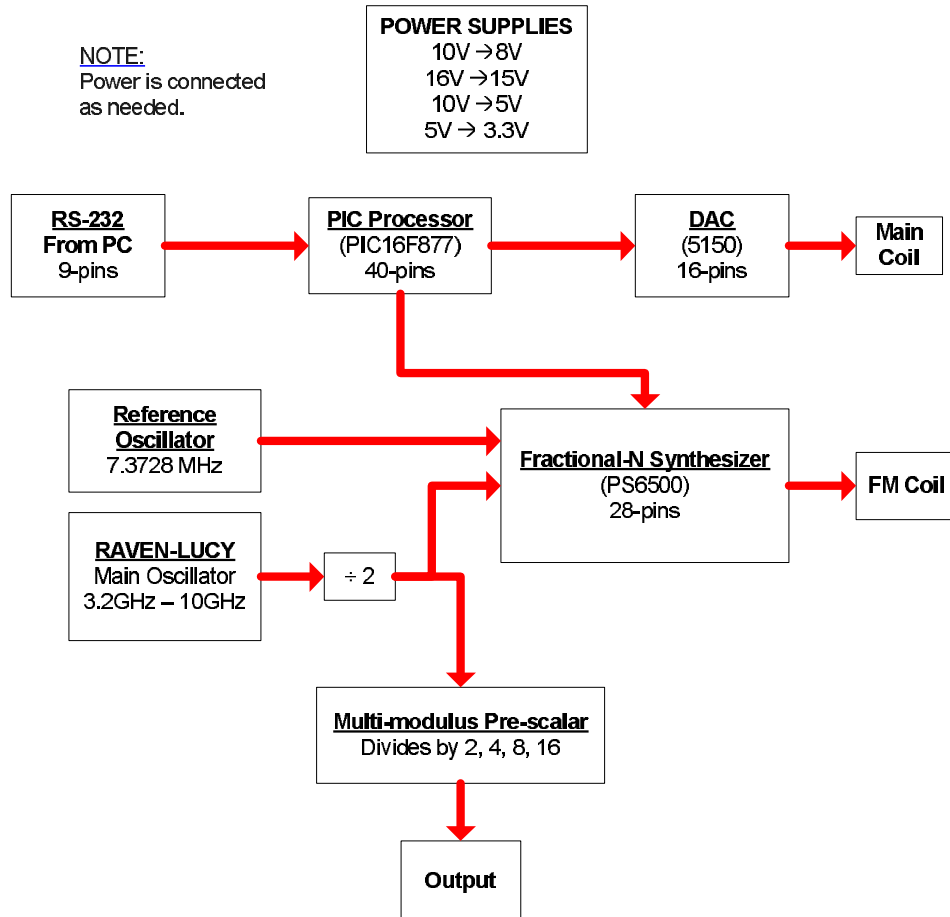 NOTE:
Power is connected
as needed.
POWER SUPPLIES
10V →8V
16V →15V
10V →5V
5V → 3.3V
RS-232
From PC
9-pins
PIC Processor
(PIC16F877)
40-pins
DAC
(5150)
16-pins
Main
Coil
Reference
Oscillator
7.3728 MHz
Fractional-N Synthesizer
(PS6500)
28-pins
FM Coil
RAVEN-LUCY
Main Oscillator
3.2GHz – 10GHz
÷ 2
Multi-modulus Pre-scalar
Divides by 2, 4, 8, 16
Output